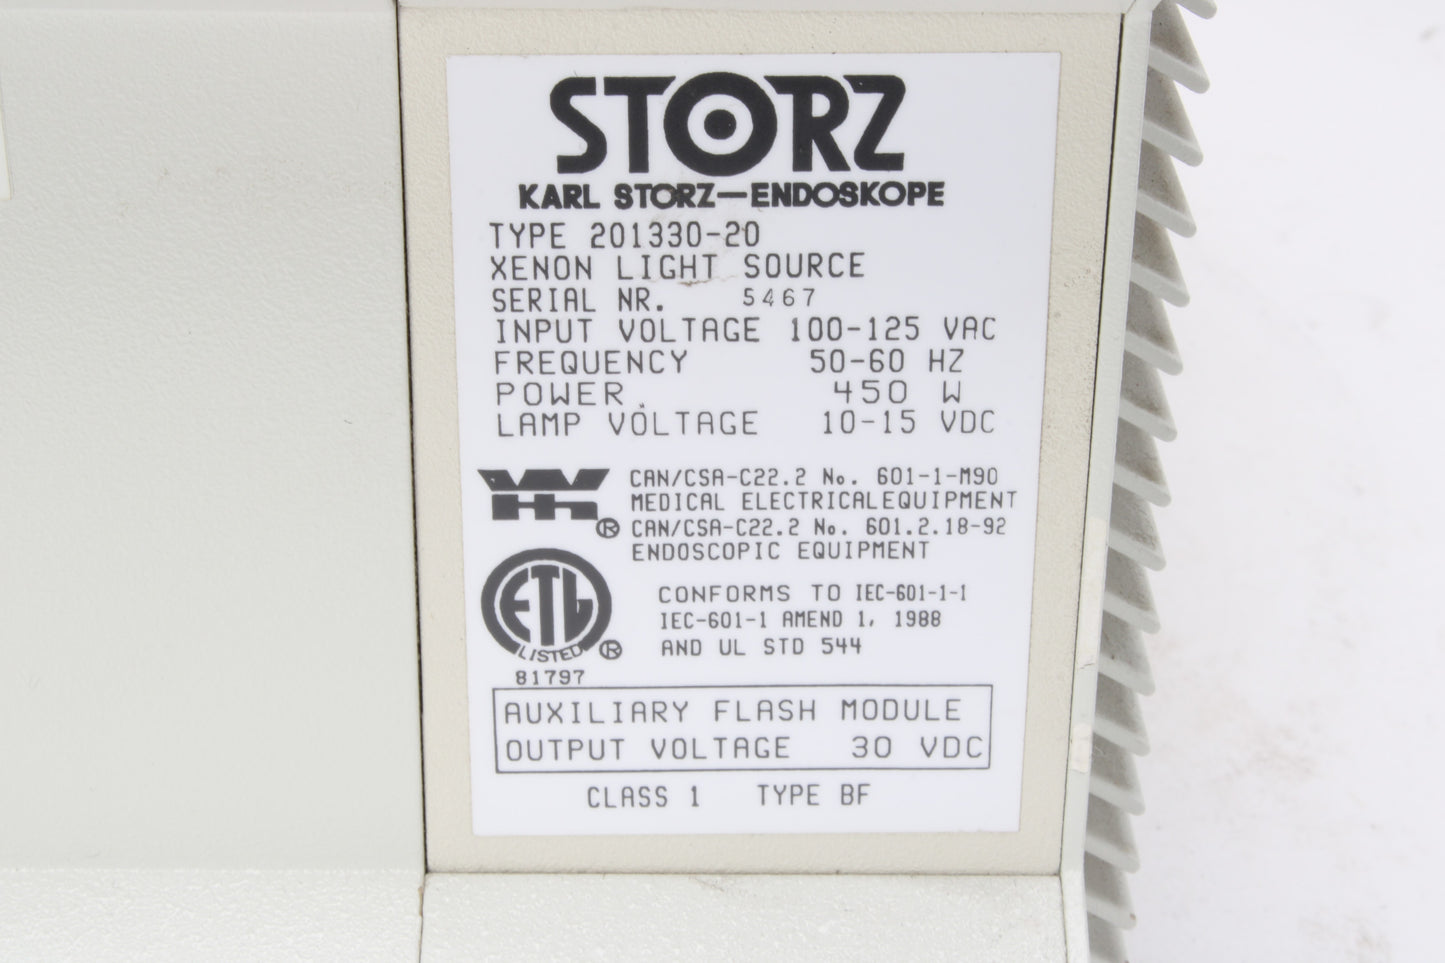 STORZ
KARL STORZ—ENDOSKOPE
TYPE 201330-20
XENON LIGHT SOURCE
SERIAL NR. 5467
INPUT VOLTAGE 100-125 VAC
FREQUENCY 50-60 HZ
POWER 450 W
LAMP VOLTAGE 10-15 VDC
CAN/CSA-C22.2 No. 601-1-M90
MEDICAL ELECTRICAL EQUIPMENT
® CAN/CSA-C22.2 No. 601.2.18-92
ENDOSCOPIC EQUIPMENT
ETL
LISTED ®
81797
CONFORMS TO IEC-601-1-1
IEC-601-1 AMEND 1, 1988
AND UL STD 544
AUXILIARY FLASH MODULE
OUTPUT VOLTAGE 30 VDC
CLASS 1 TYPE BF